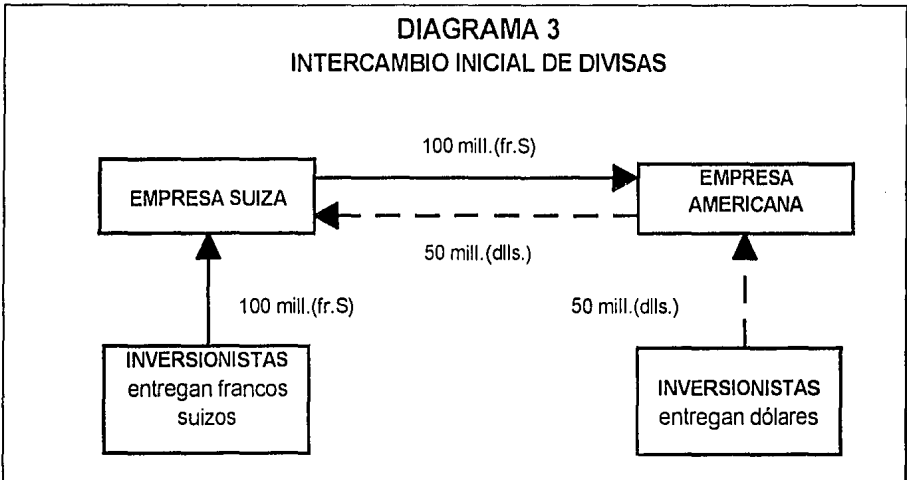 DIAGRAMA 3
INTERCAMBIO INICIAL DE DIVISAS
100 mill.(fr.S)
EMPRESA SUIZA
EMPRESA
AMERICANA
50 mill.(dlls.)
100 mill.(fr.S)
50 mill.(dlls.)
INVERSIONISTAS
entregan francos
suizos
INVERSIONISTAS
entregan dólares